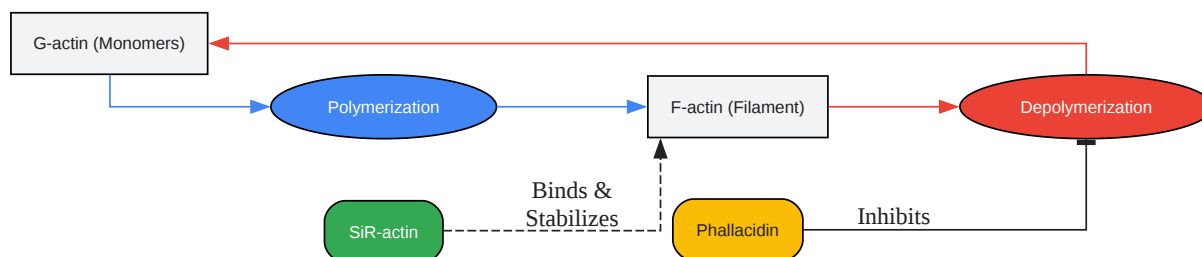 G-actin (Monomers)
Polymerization
F-actin (Filament)
Depolymerization
Binds &
Stabilizes
SiR-actin
Phallacidin
Inhibits